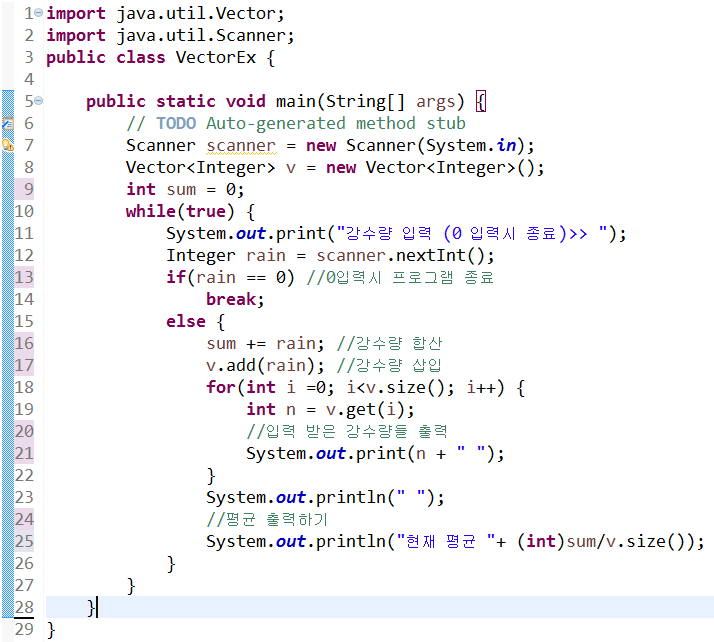 1 import java.util.Vector;
2 import java.util.Scanner;
3 public class VectorEx {
4
5     public static void main(String[] args) {
6         // TODO Auto-generated method stub
7         Scanner scanner = new Scanner(System.in);
8         Vector<Integer> v = new Vector<Integer>();
9         int sum = 0;
10         while(true) {
11             System.out.print("강수량 입력 (0 입력시 종료)>> ");
12             Integer rain = scanner.nextInt();
13             if(rain == 0) //0입력시 프로그램 종료
14                 break;
15             else {
16                 sum += rain; //강수량 합산
17                 v.add(rain); //강수량 삽입
18                 for(int i =0; i<v.size(); i++) {
19                     int n = v.get(i);
20                     //입력 받은 강수량들 출력
21                     System.out.print(n + " ");
22                 }
23                 System.out.println(" ");
24                 //평균 출력하기
25                 System.out.println("현재 평균 "+ (int)sum/v.size());
26             }
27         }
28     }
29 }